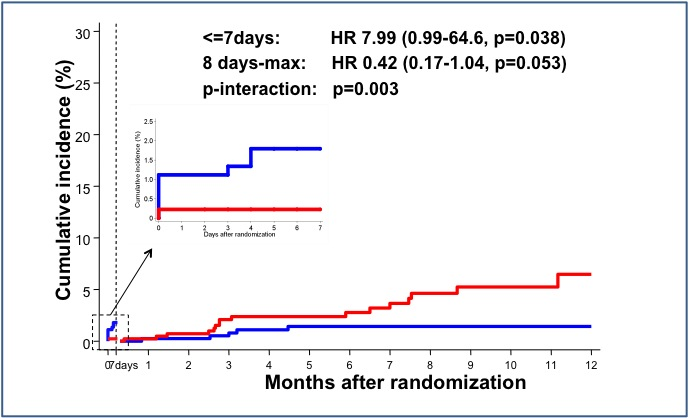 <=7days: HR 7.99 (0.99-64.6, p=0.038)
8 days-max: HR 0.42 (0.17-1.04, p=0.053)
p-interaction: p=0.003
Cumulative incidence (%)
30
25
20
15
10
5
0
Cumulative incidence (%)
2.5
2.0
1.5
1.0
0.5
0
0 1 2 3 4 5 6 7
Days after randomization
0 7days 1 2 3 4 5 6 7 8 9 10 11 12
Months after randomization